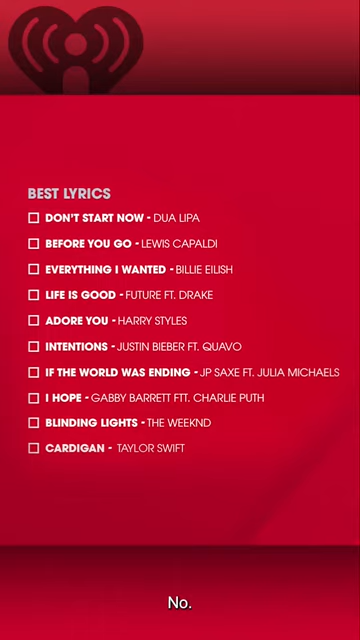 BEST LYRICS
DON'T START NOW - DUA LIPA
BEFORE YOU GO - LEWIS CAPALDI
EVERYTHING I WANTED - BILLIE EILISH
LIFE IS GOOD - FUTURE FT. DRAKE
ADORE YOU - HARRY STYLES
INTENTIONS - JUSTIN BIEBER FT. QUAVO
IF THE WORLD WAS ENDING - JP SAXE FT. JULIA MICHAELS
I HOPE - GABBY BARRETT FTT. CHARLIE PUTH
BLINDING LIGHTS - THE WEEKND
CARDIGAN - TAYLOR SWIFT
No.